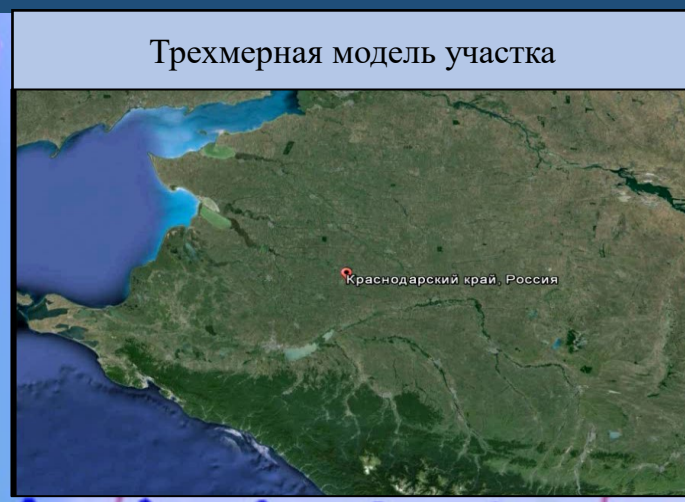 Трехмерная модель участка
Краснодарский край, Россия